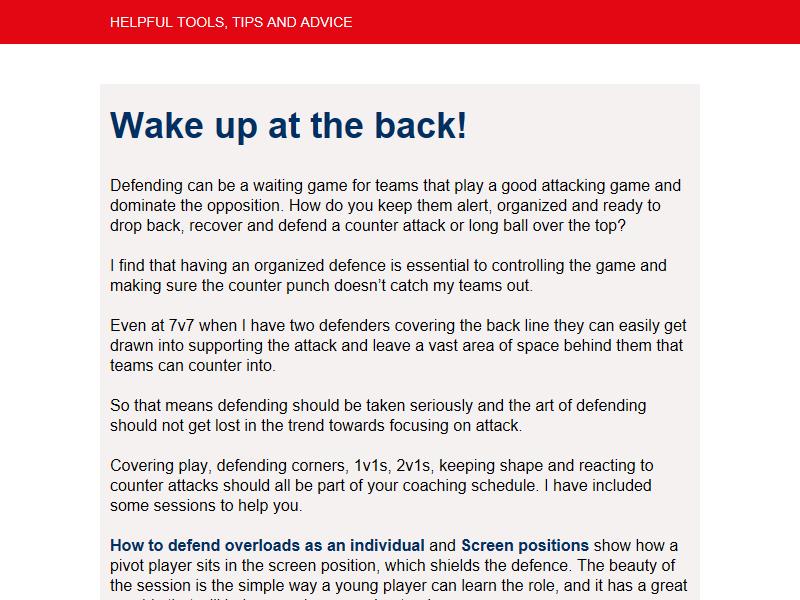 HELPFUL TOOLS, TIPS AND ADVICE
Wake up at the back!
Defending can be a waiting game for teams that play a good attacking game and
dominate the opposition. How do you keep them alert, organized and ready to
drop back, recover and defend a counter attack or long ball over the top?
I find that having an organized defence is essential to controlling the game and
making sure the counter punch doesn’t catch my teams out.
Even at 7v7 when I have two defenders covering the back line they can easily get
drawn into supporting the attack and leave a vast area of space behind them that
teams can counter into.
So that means defending should be taken seriously and the art of defending
should not get lost in the trend towards focusing on attack.
Covering play, defending corners, 1v1s, 2v1s, keeping shape and reacting to
counter attacks should all be part of your coaching schedule. I have included
some sessions to help you.
How to defend overloads as an individual and Screen positions show how a
pivot player sits in the screen position, which shields the defence. The beauty of
the session is the simple way a young player can learn the role, and it has a great